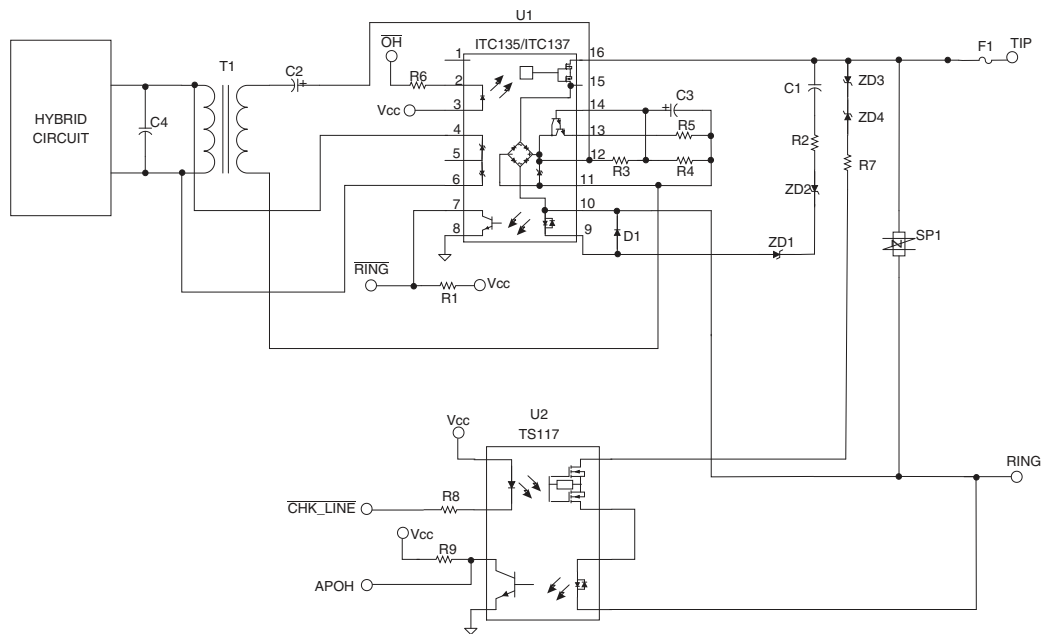 U1
ITC135/ITC137
OH
F1
TIP
T1
C2
+
R6
Vcc
HYBRID
CIRCUIT
C4
1
2
3
4
5
6
7
8
16
15
14
13
12
11
10
9
+
C3
R5
R3
R4
C1
R2
ZD2
ZD3
ZD4
R7
D1
ZD1
SP1
RING
R1
Vcc
U2
TS117
Vcc
RING
CHK_LINE
R8
Vcc
R9
APOH